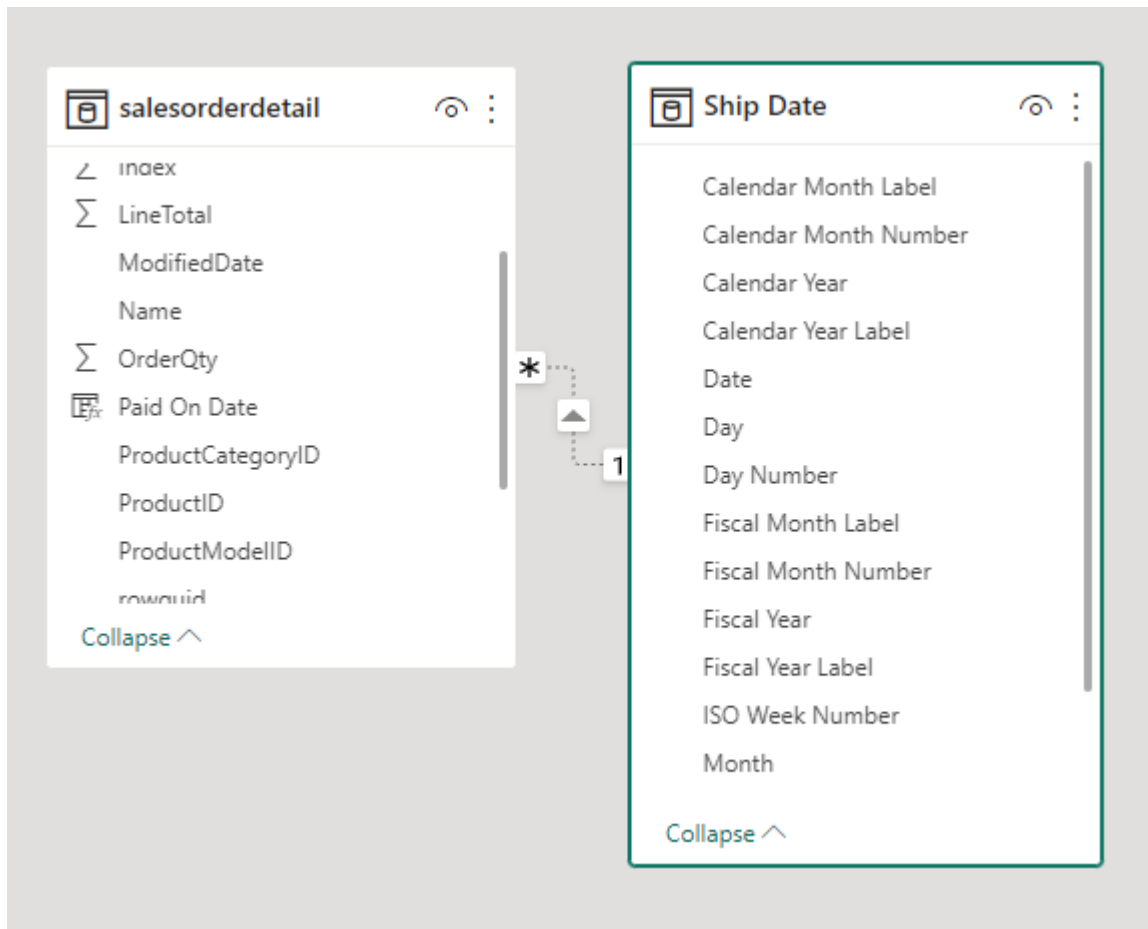 salesorderdetail
Index
LineTotal
ModifiedDate
Name
OrderQty
Paid On Date
ProductCategoryID
ProductID
ProductModelID
rowguid
Collapse
*
1
Ship Date
Calendar Month Label
Calendar Month Number
Calendar Year
Calendar Year Label
Date
Day
Day Number
Fiscal Month Label
Fiscal Month Number
Fiscal Year
Fiscal Year Label
ISO Week Number
Month
Collapse